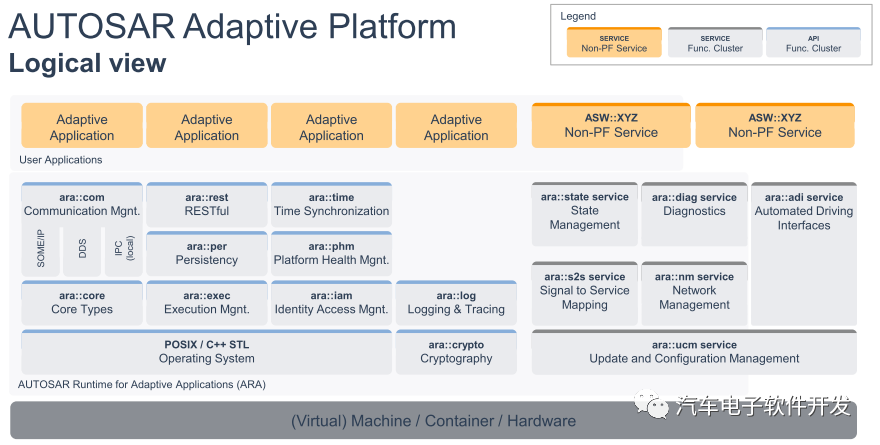 AUTOSAR Adaptive Platform
Logical view
Legend
SERVICE
Non-PF Service
SERVICE
Func. Cluster
API
Func. Cluster
Adaptive
Application
Adaptive
Application
Adaptive
Application
Adaptive
Application
ASW::XYZ
Non-PF Service
ASW::XYZ
Non-PF Service
User Applications
ara::com
Communication Mgnt.
SOME/IP
DDS
IPC
(local)
ara::rest
RESTful
ara::time
Time Synchronization
ara::per
Persistency
ara::phm
Platform Health Mgnt.
ara::core
Core Types
ara::exec
Execution Mgnt.
ara::iam
Identity Access Mgnt.
ara::log
Logging & Tracing
POSIX / C++ STL
Operating System
ara::crypto
Cryptography
ara::state service
State
Management
ara::diag service
Diagnostics
ara::adi service
Automated Driving
Interfaces
ara::s2s service
Signal to Service
Mapping
ara::nm service
Network
Management
ara::ucm service
Update and Configuration Management
AUTOSAR Runtime for Adaptive Applications (ARA)
(Virtual) Machine / Container / Hardware
汽车电子软件开发